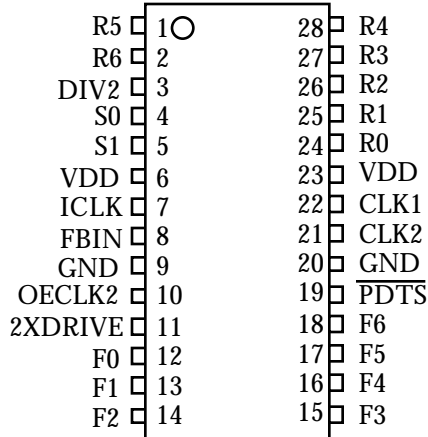 R5 1 28 R4
R6 2 27 R3
DIV2 3 26 R2
S0 4 25 R1
S1 5 24 R0
VDD 6 23 VDD
ICLK 7 22 CLK1
FBIN 8 21 CLK2
GND 9 20 GND
OECLK2 10 19 PDTS
2XDRIVE 11 18 F6
F0 12 17 F5
F1 13 16 F4
F2 14 15 F3